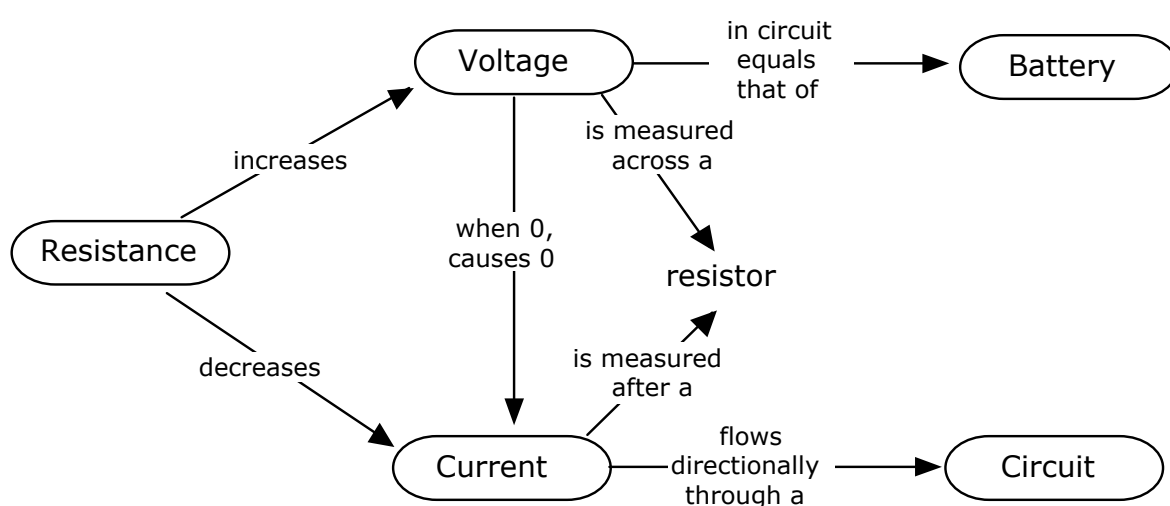 Voltage
in circuit
equals
that of
Battery
is measured
across a
increases
Resistance
when 0,
causes 0
resistor
decreases
is measured
after a
Current
flows
directionally
through a
Circuit